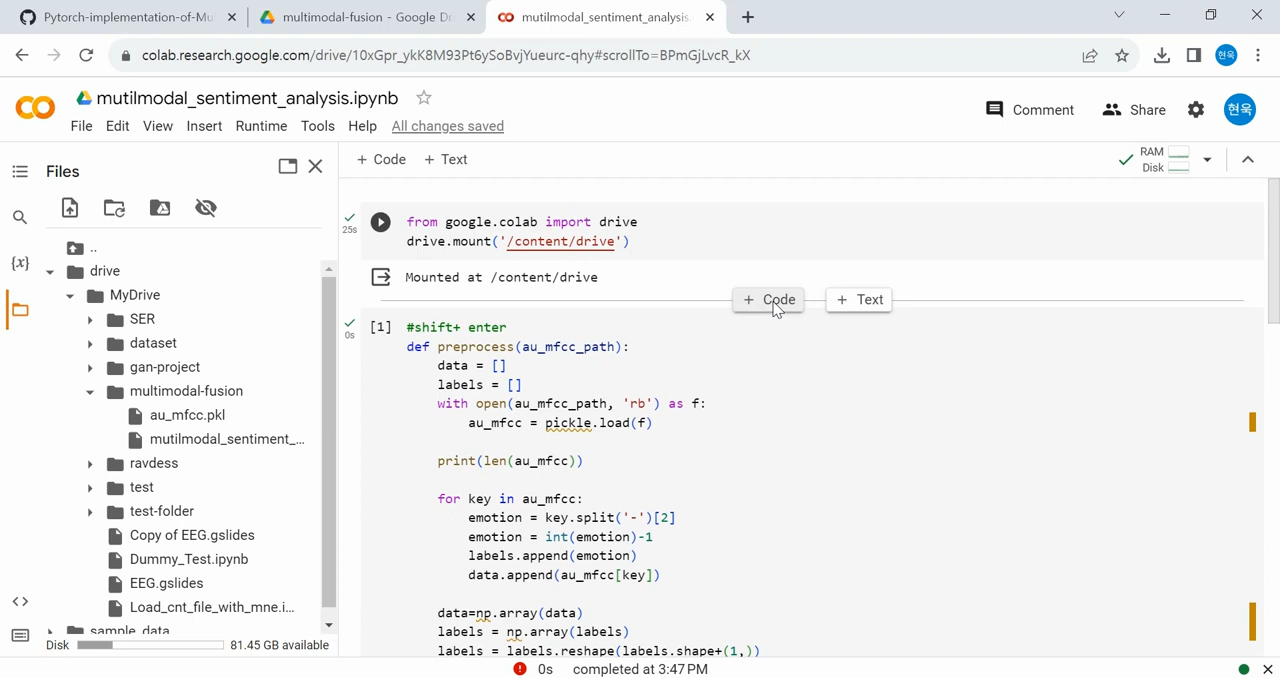 Pytorch-implementation-of-Mu
multimodal-fusion - Google Dr
mutilmodal_sentiment_analysis.
colab.research.google.com/drive/10xGpr_ykK8M93Pt6ySoBvjYueurc-qhy#scrollTo=BPmGjLvcR_kX
현욱
mutilmodal_sentiment_analysis.ipynb
File Edit View Insert Runtime Tools Help All changes saved
Comment Share 현욱
Files
+ Code + Text
RAM
Disk
{x}
..
drive
MyDrive
SER
dataset
gan-project
multimodal-fusion
au_mfcc.pkl
mutilmodal_sentiment_...
ravdess
test
test-folder
Copy of EEG.gslides
Dummy_Test.ipynb
EEG.gslides
Load_cnt_file_with_mne.i...
sample_data
Disk 81.45 GB available
25s
from google.colab import drive
drive.mount('/content/drive')
Mounted at /content/drive
+ Code + Text
0s
[1] #shift+ enter
def preprocess(au_mfcc_path):
    data = []
    labels = []
    with open(au_mfcc_path, 'rb') as f:
        au_mfcc = pickle.load(f)
    print(len(au_mfcc))
    for key in au_mfcc:
        emotion = key.split('-')[2]
        emotion = int(emotion)-1
        labels.append(emotion)
        data.append(au_mfcc[key])
    data=np.array(data)
    labels = np.array(labels)
    labels = labels.reshape(labels.shape+(1,))
0s completed at 3:47 PM